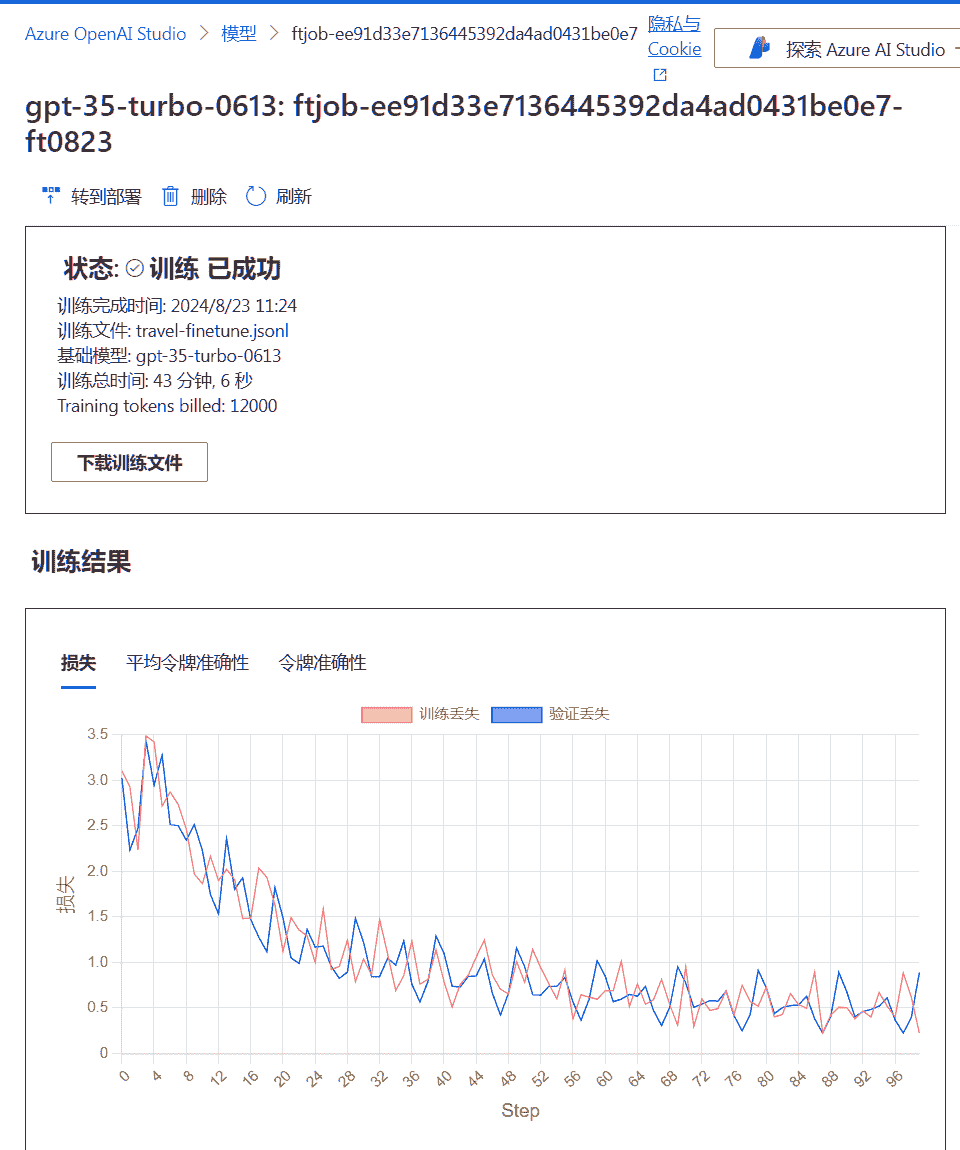 Azure OpenAI Studio > 模型 > ftjob-ee91d33e7136445392da4ad0431be0e7
隐私与
Cookie
探索 Azure AI Studio
gpt-35-turbo-0613: ftjob-ee91d33e7136445392da4ad0431be0e7-
ft0823
转到部署 删除 刷新
状态: 训练 已成功
训练完成时间: 2024/8/23 11:24
训练文件: travel-finetune.jsonl
基础模型: gpt-35-turbo-0613
训练总时间: 43 分钟, 6 秒
Training tokens billed: 12000
下载训练文件
训练结果
损失 平均令牌准确性 令牌准确性
训练丢失 验证丢失
3.5
3.0
2.5
2.0
1.5
1.0
0.5
0
损失
0 4 8 12 16 20 24 28 32 36 40 44 48 52 56 60 64 68 72 76 80 84 88 92 96
Step